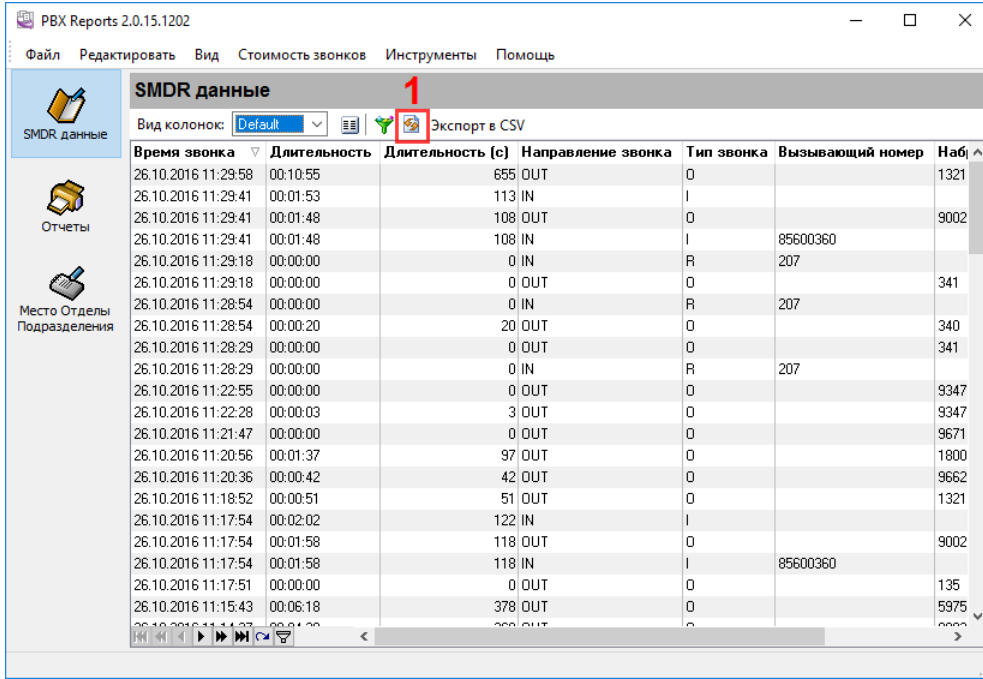 PBX Reports 2.0.15.1202
Файл Редактировать Вид Стоимость звонков Инструменты Помощь
SMDR данные
1
SMDR данные
Вид колонок: Default Экспорт в CSV
Время звонка Длительность Длительность (с) Направление звонка Тип звонка Вызывающий номер
26.10.2016 11:29:58 00:10:55 655 OUT O 1321
26.10.2016 11:29:41 00:01:53 113 IN I
26.10.2016 11:29:41 00:01:48 108 OUT O 9002
26.10.2016 11:29:41 00:01:48 108 IN I 85600360
26.10.2016 11:29:18 00:00:00 0 IN R 207
26.10.2016 11:29:18 00:00:00 0 OUT O 341
26.10.2016 11:28:54 00:00:00 0 IN R 207
26.10.2016 11:28:54 00:00:20 20 OUT O 340
26.10.2016 11:28:29 00:00:00 0 OUT O 341
26.10.2016 11:28:29 00:00:00 0 IN R 207
26.10.2016 11:22:55 00:00:00 0 OUT O 9347
26.10.2016 11:22:28 00:00:03 3 OUT O 9347
26.10.2016 11:21:47 00:00:00 0 OUT O 9671
26.10.2016 11:20:56 00:01:37 97 OUT O 1800
26.10.2016 11:20:36 00:00:42 42 OUT O 9662
26.10.2016 11:18:52 00:00:51 51 OUT O 1321
26.10.2016 11:17:54 00:02:02 122 IN I
26.10.2016 11:17:54 00:01:58 118 OUT O 9002
26.10.2016 11:17:54 00:01:58 118 IN I 85600360
26.10.2016 11:17:51 00:00:00 0 OUT O 135
26.10.2016 11:15:43 00:06:18 378 OUT O 5975
Отчеты
Место Отделы
Подразделения